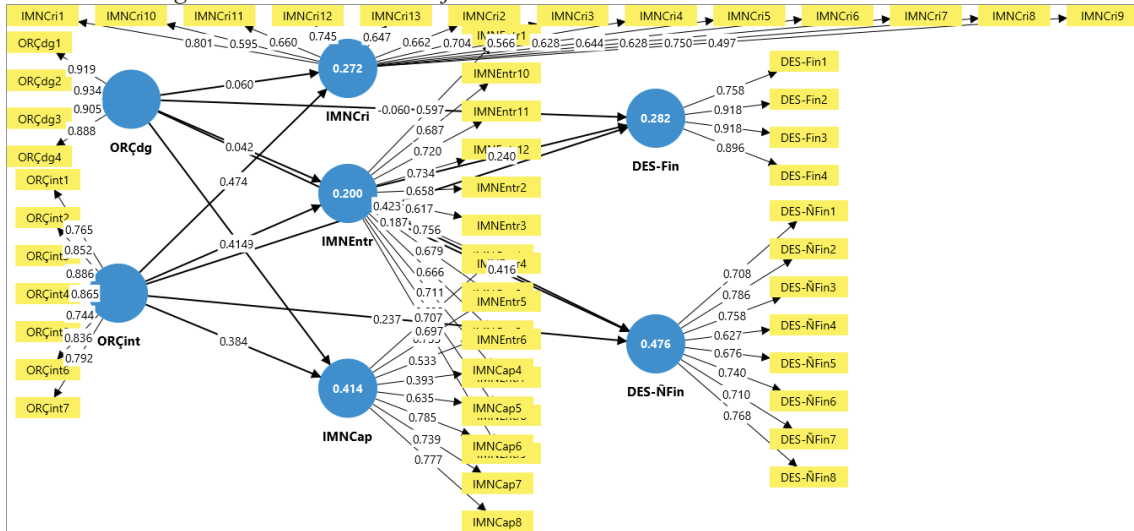 IMNCri1 IMNCri10 IMNCri11 IMNCri12 IMNCri13 IMNCri2 IMNCri3 IMNCri4 IMNCri5 IMNCri6 IMNCri7 IMNCri8 IMNCri9
0.801 0.595 0.660 0.745 0.647 0.662 0.704 0.566 0.628 0.644 0.628 0.750 0.497
ORÇdg1
ORÇdg2
ORÇdg3
ORÇdg4
0.919
0.934
0.905
0.888
ORÇdg
ORÇint1
ORÇint2
ORÇint4
ORÇint6
ORÇint7
0.765
0.852
0.886
0.865
0.744
0.836
0.792
ORÇint
0.060
0.042
0.474
0.4149
0.384
0.237
-0.060
0.272
IMNCri
0.200
IMNEntr
0.414
IMNCap
IMNEntr1
IMNEntr10
IMNEntr11
IMNEntr2
IMNEntr3
IMNEntr5
IMNEntr6
0.597
0.687
0.720
0.734
0.658
0.617
0.756
0.679
0.666
0.711
0.707
0.697
0.240
0.423
0.187
0.416
0.533
0.393
0.635
0.785
0.739
0.777
IMNCap4
IMNCap5
IMNCap6
IMNCap7
IMNCap8
0.282
DES-Fin
0.758
0.918
0.918
0.896
DES-Fin1
DES-Fin2
DES-Fin3
DES-Fin4
0.476
DES-ÑFin
0.708
0.786
0.758
0.627
0.676
0.740
0.710
0.768
DES-ÑFin1
DES-ÑFin2
DES-ÑFin3
DES-ÑFin4
DES-ÑFin5
DES-ÑFin6
DES-ÑFin7
DES-ÑFin8